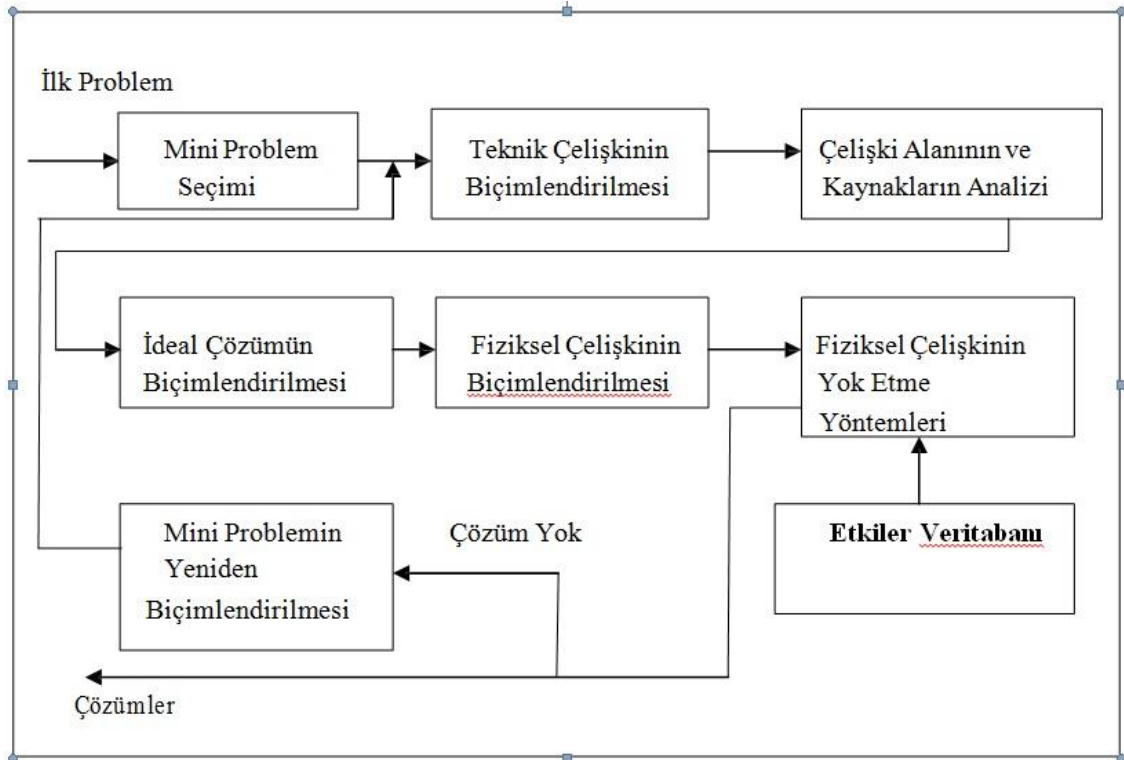 İlk Problem
Mini Problem
Seçimi
Teknik Çelişkinin
Biçimlendirilmesi
Çelişki Alanının ve
Kaynakların Analizi
İdeal Çözümün
Biçimlendirilmesi
Fiziksel Çelişkinin
Biçimlendirilmesi
Fiziksel Çelişkinin
Yok Etme
Yöntemleri
Mini Problemin
Yeniden
Biçimlendirilmesi
Çözüm Yok
Etkiler Veritabanı
Çözümler